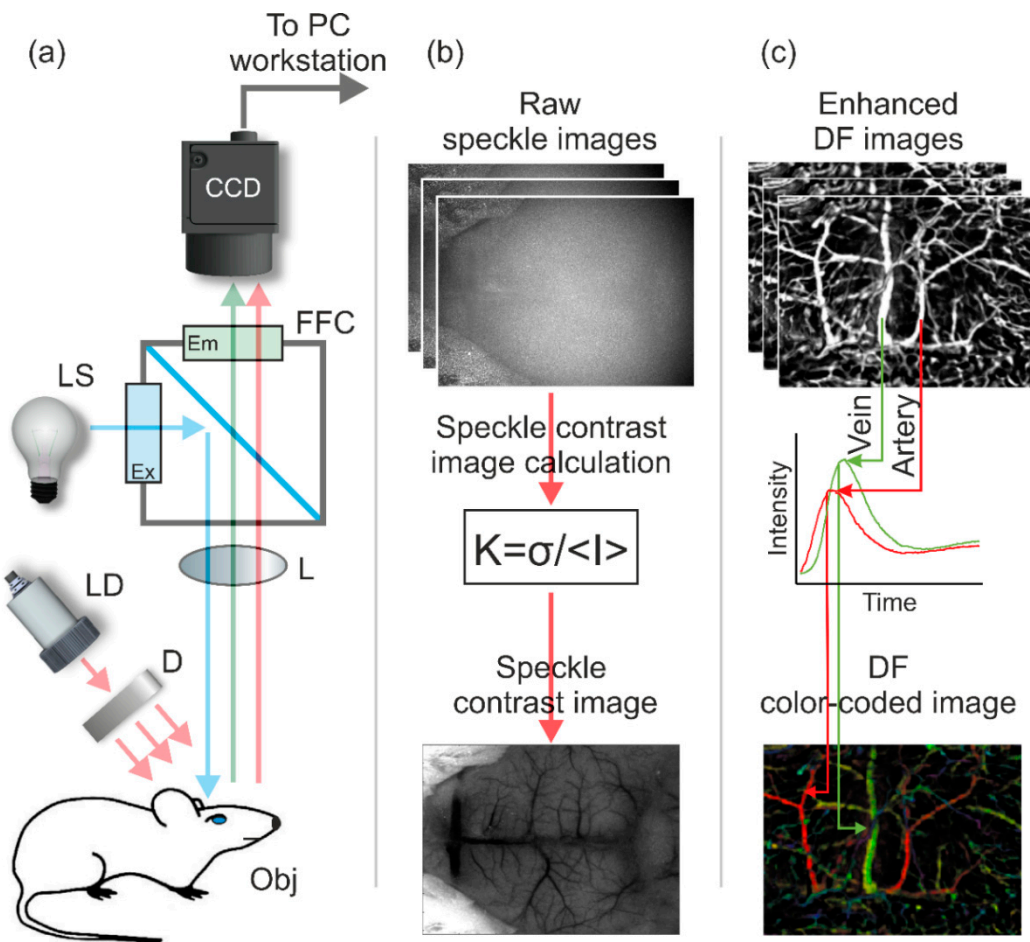 (a)
To PC
workstation
CCD
FFC
Em
LS
Ex
L
LD
D
Obj
(b)
Raw
speckle images
Speckle contrast
image calculation
K=σ/<I>
Speckle
contrast image
(c)
Enhanced
DF images
Vein
Artery
Intensity
Time
DF
color-coded image